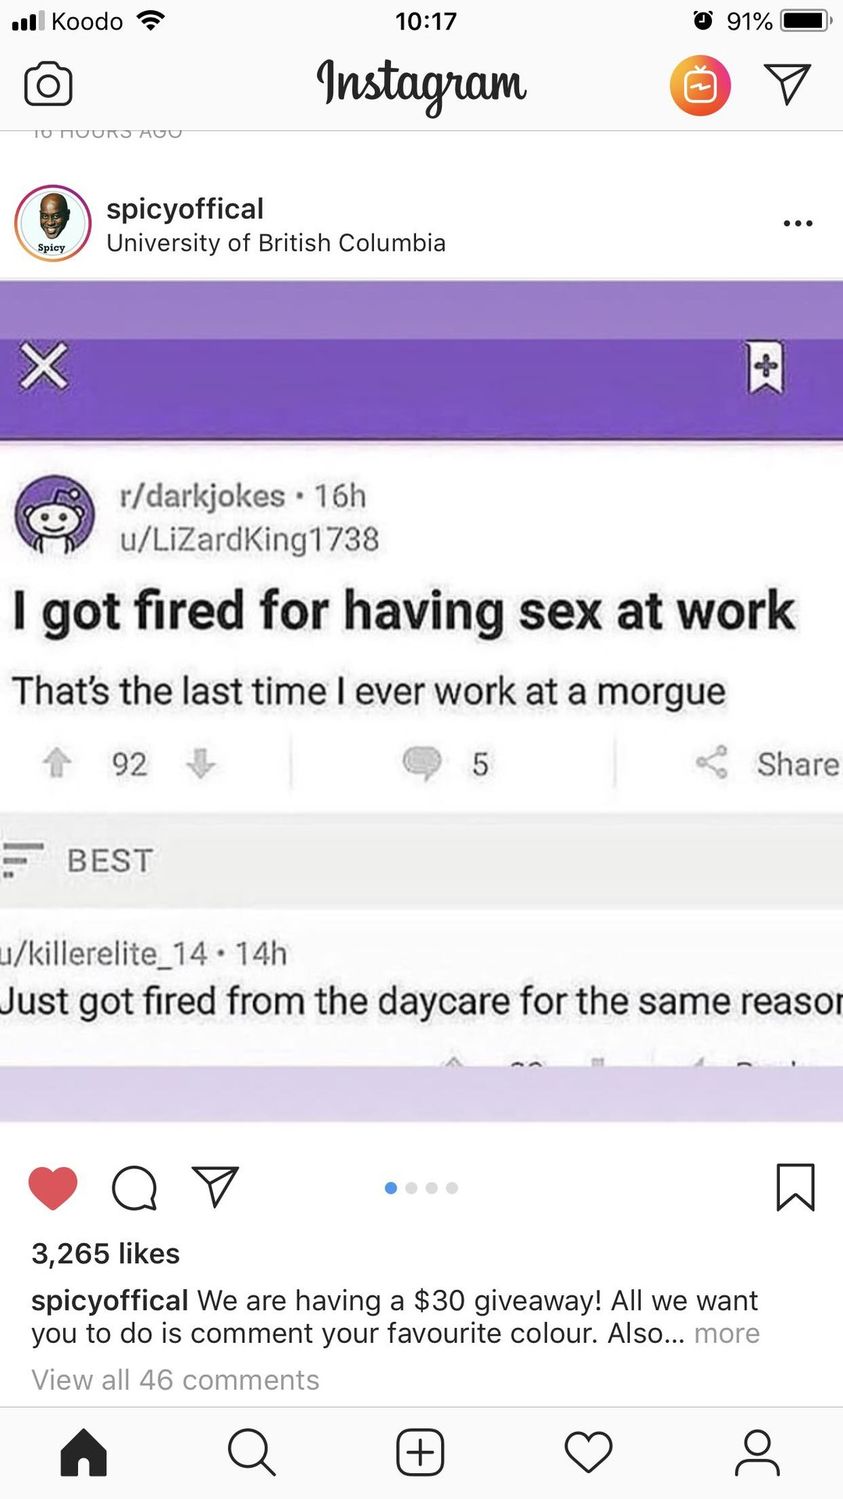 Koodo 10:17 91%
Instagram
16 HOURS AGO
spicyoffical
Spicy
University of British Columbia
r/darkjokes • 16h
u/LiZardKing1738
I got fired for having sex at work
That's the last time I ever work at a morgue
92 5 Share
BEST
u/killerelite_14 • 14h
Just got fired from the daycare for the same reason
3,265 likes
spicyoffical We are having a $30 giveaway! All we want
you to do is comment your favourite colour. Also... more
View all 46 comments